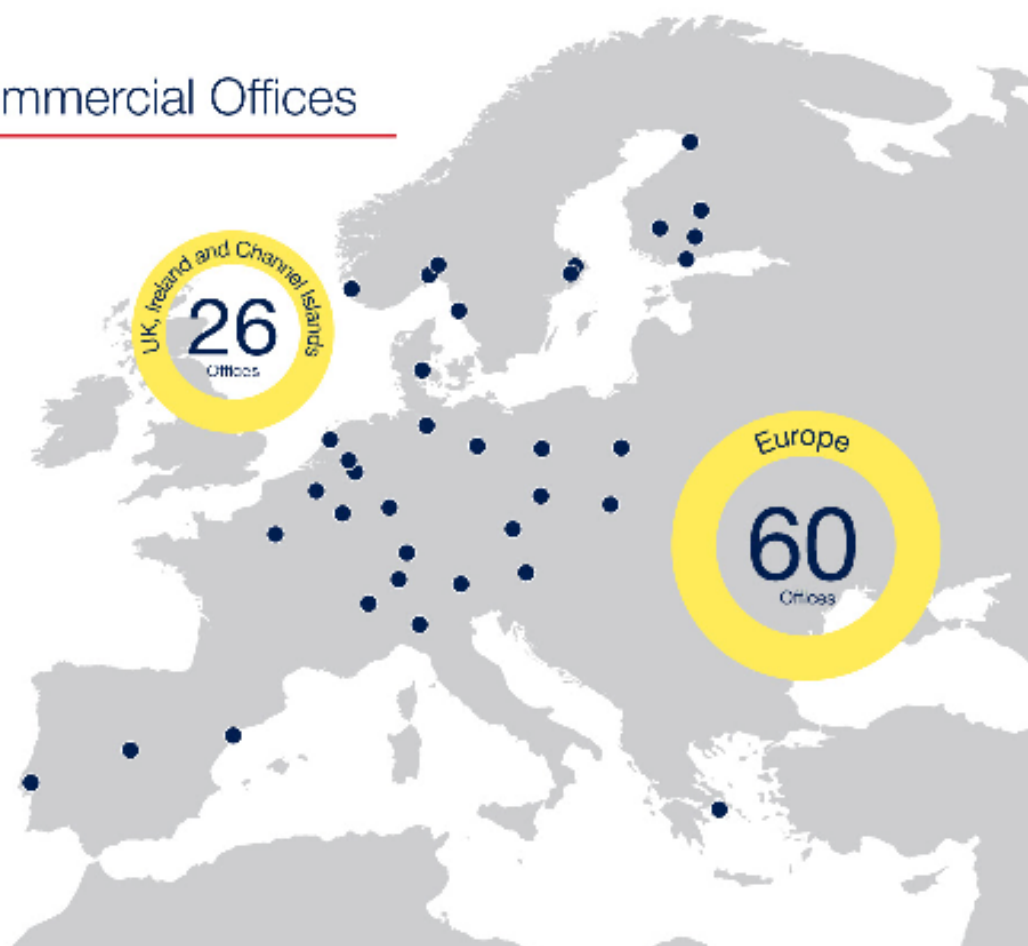 mmercial Offices
UK, Ireland and Channel Islands
26
Offices
Europe
60
Offices